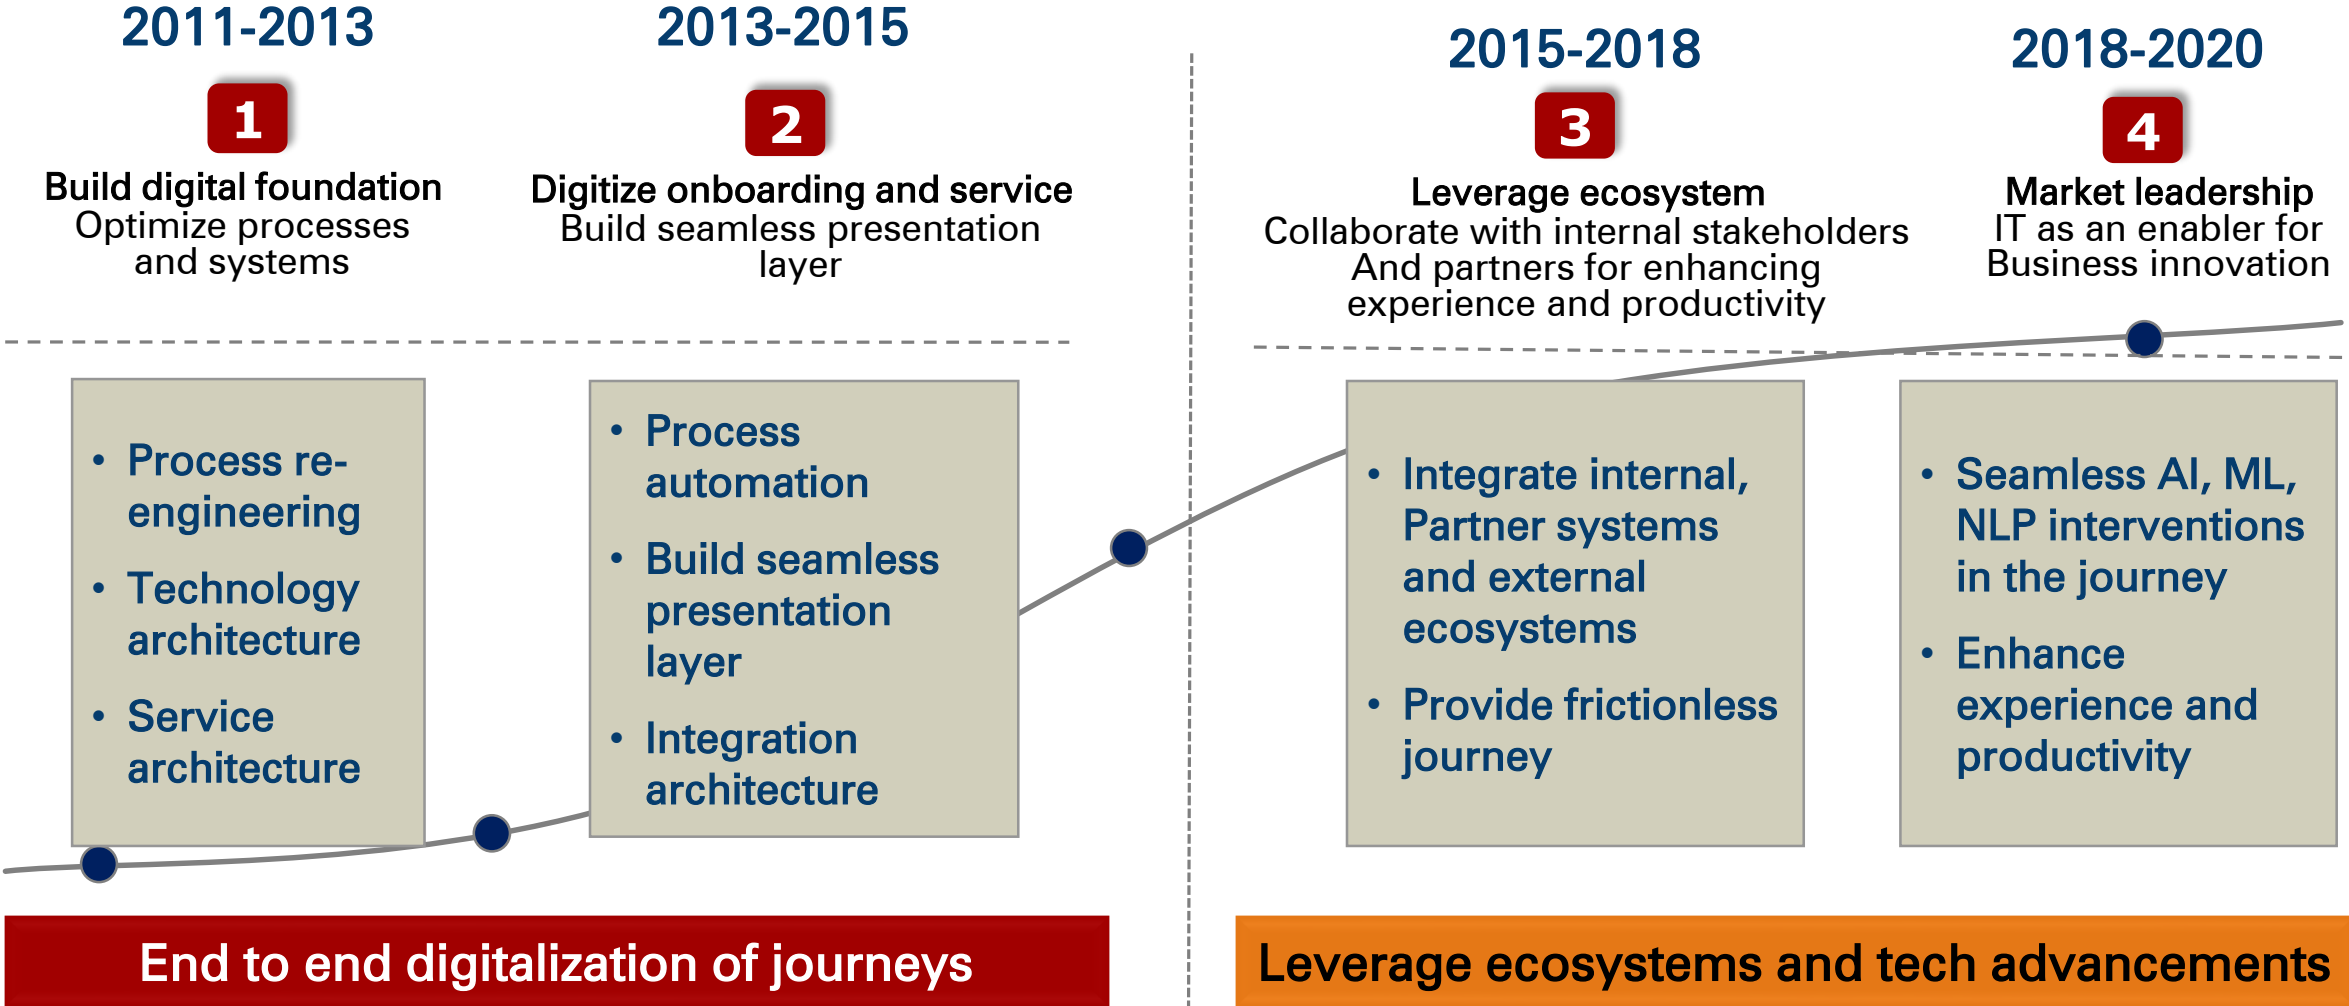 2011-2013
1
Build digital foundation
Optimize processes
and systems
2013-2015
2
Digitize onboarding and service
Build seamless presentation
layer
2015-2018
3
Leverage ecosystem
Collaborate with internal stakeholders
And partners for enhancing
experience and productivity
2018-2020
4
Market leadership
IT as an enabler for
Business innovation
• Process re-
engineering
• Technology
architecture
• Service
architecture
• Process
automation
• Build seamless
presentation
layer
• Integration
architecture
• Integrate internal,
Partner systems
and external
ecosystems
• Provide frictionless
journey
• Seamless AI, ML,
NLP interventions
in the journey
• Enhance
experience and
productivity
End to end digitalization of journeys
Leverage ecosystems and tech advancements